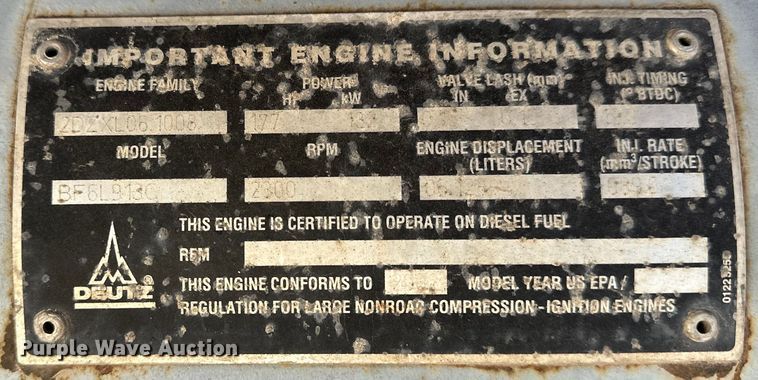 IMPORTANT ENGINE INFORMATION
ENGINE FAMILY POWER VALVE LASH (mm) INJ. TIMING
HP kW IN EX (° BTDC)
2DZXL06.1008 177 132
MODEL RPM ENGINE DISPLACEMENT INJ. RATE
(LITERS) (mm³/STROKE)
BF6L913C 2300
THIS ENGINE IS CERTIFIED TO OPERATE ON DIESEL FUEL
RFM
THIS ENGINE CONFORMS TO MODEL YEAR US EPA /
REGULATION FOR LARGE NONROAD COMPRESSION-IGNITION ENGINES
DEUTZ®
Purple Wave Auction